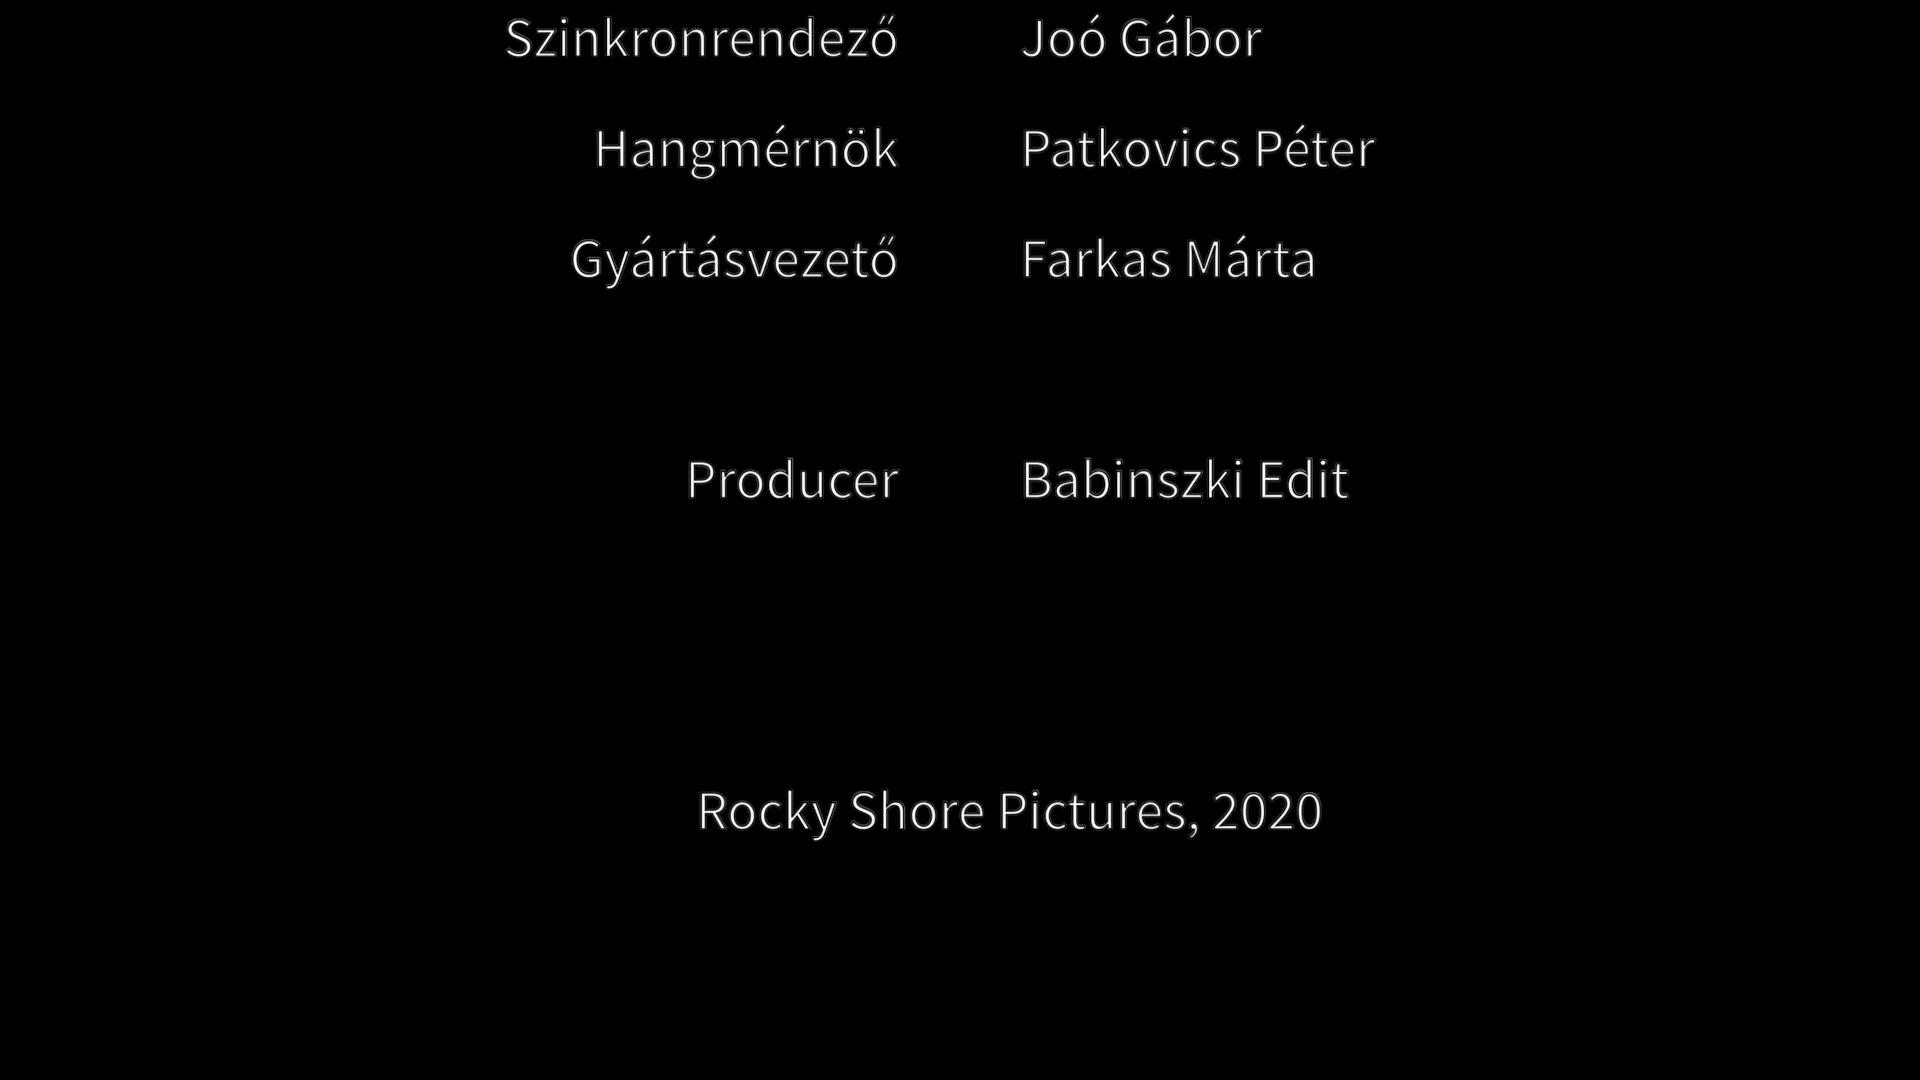 Szinkronrendező Joó Gábor
Hangmérnök Patkovics Péter
Gyártásvezető Farkas Márta
Producer Babinszki Edit
Rocky Shore Pictures, 2020